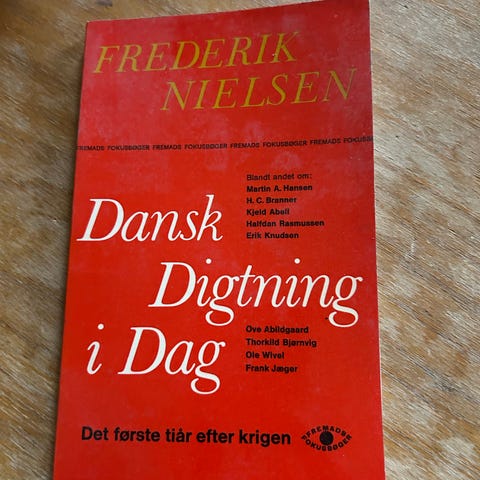 FREDERIK
NIELSEN
FREMADS FOKUSBØGER FREMADS FOKUSBØGER FREMADS FOKUSBØGER FREMADS FOKUSBØ
Blandt andet om:
Martin A. Hansen
H. C. Branner
Kjeld Abell
Halfdan Rasmussen
Erik Knudsen
Dansk
Digtning
i Dag
Ove Abildgaard
Thorkild Bjørnvig
Ole Wivel
Frank Jæger
Det første tiår efter krigen
FREMADS
FOKUSBØGER